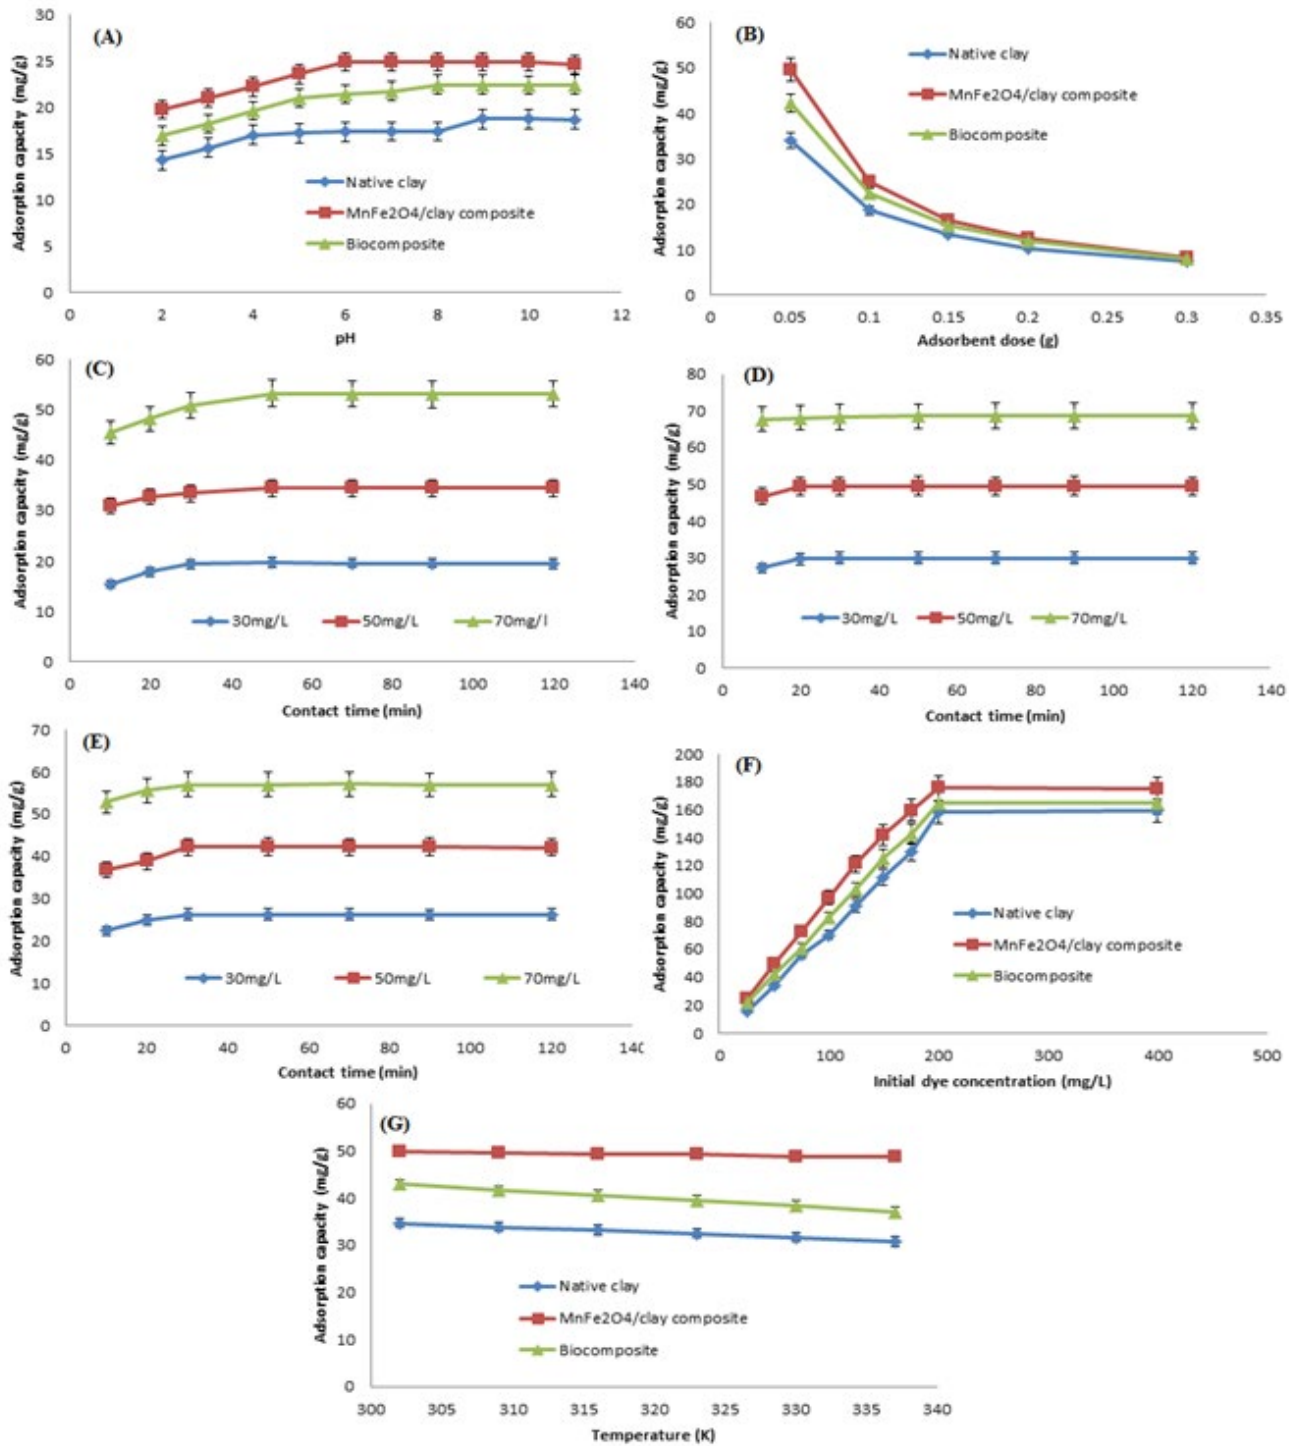 (A)
Adsorption capacity (mg/g)
30
25
20
15
10
5
0
Native clay
MnFe2O4/clay composite
Biocomposite
0 2 4 6 8 10 12
pH
(B)
Adsorption capacity (mg/g)
60
50
40
30
20
10
0
Native clay
MnFe2O4/clay composite
Biocomposite
0 0.05 0.1 0.15 0.2 0.25 0.3 0.35
Adsorbent dose (g)
(C)
Adsorption capacity (mg/g)
60
50
40
30
20
10
0
30mg/L 50mg/L 70mg/l
0 20 40 60 80 100 120 140
Contact time (min)
(D)
Adsorption capacity (mg/g)
80
70
60
50
40
30
20
10
0
30mg/L 50mg/L 70mg/L
0 20 40 60 80 100 120 140
Contact time (min)
(E)
Adsorption capacity (mg/g)
70
60
50
40
30
20
10
0
30mg/L 50mg/L 70mg/L
0 20 40 60 80 100 120 140
Contact time (min)
(F)
Adsorption capacity (mg/g)
200
180
160
140
120
100
80
60
40
20
0
Native clay
MnFe2O4/clay composite
Biocomposite
0 100 200 300 400 500
Initial dye concentration (mg/L)
(G)
Adsorption capacity (mg/g)
60
50
40
30
20
10
0
Native clay
MnFe2O4/clay composite
Biocomposite
300 305 310 315 320 325 330 335 340
Temperature (K)